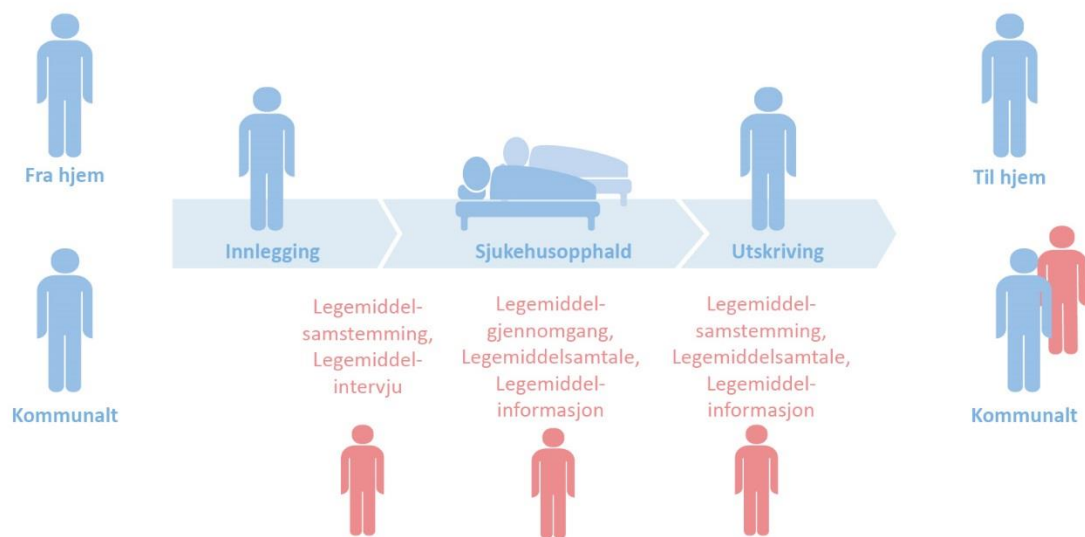 Fra hjem
Til hjem
Innlegging
Sjukehusopphald
Utskriving
Kommunalt
Legemiddel-
samstemming,
Legemiddel-
intervju
Legemiddel-
gjennomgang,
Legemiddelsamtale,
Legemiddel-
informasjon
Legemiddel-
samstemming,
Legemiddelsamtale,
Legemiddel-
informasjon
Kommunalt